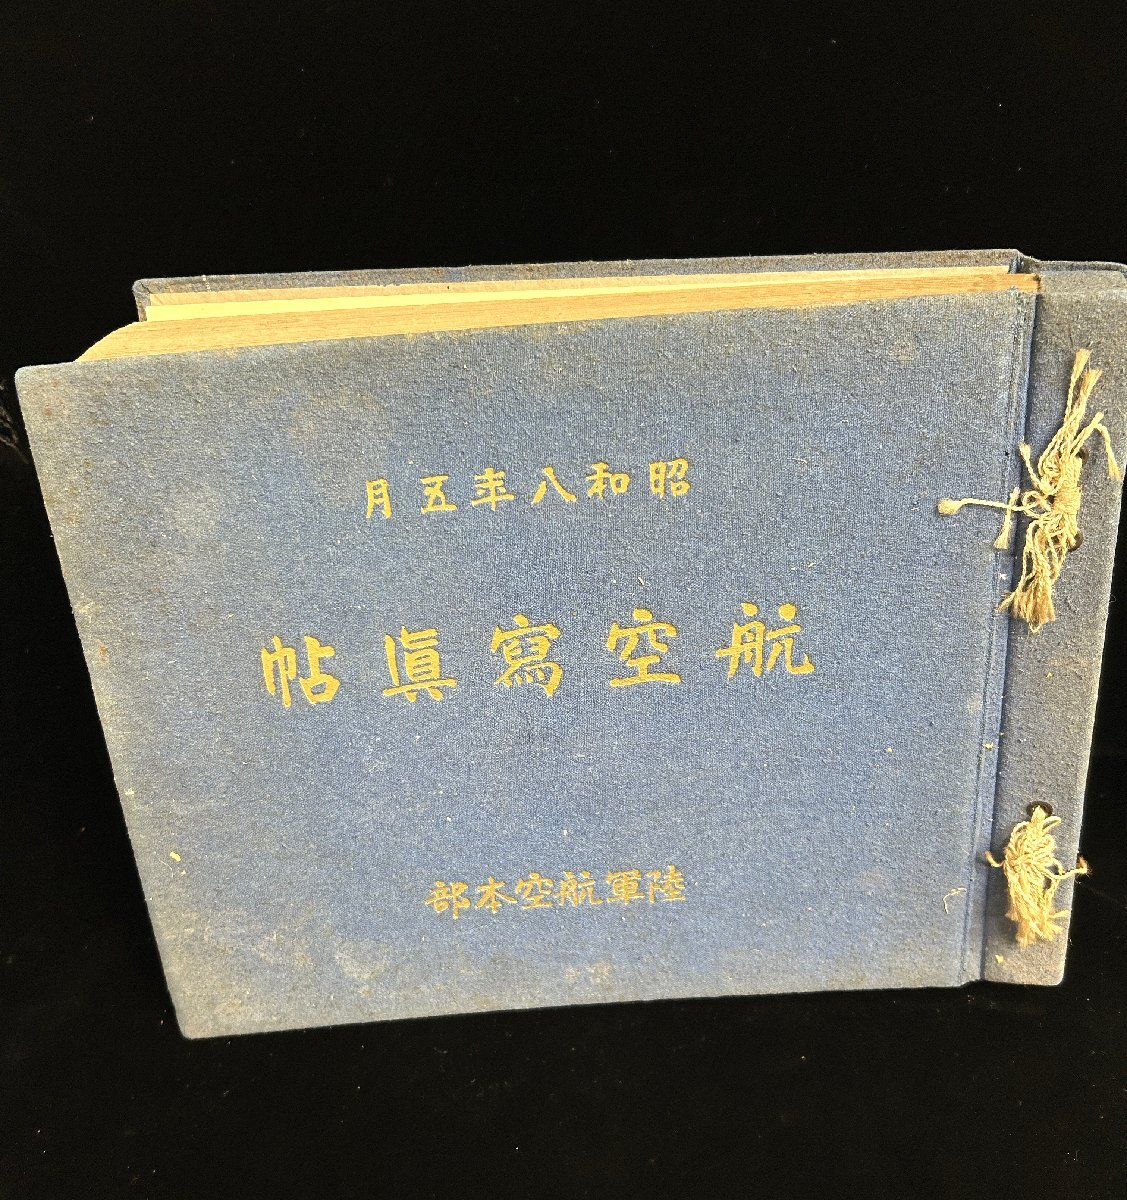 昭和八年五月
航空寫眞帖
陸軍航空本部